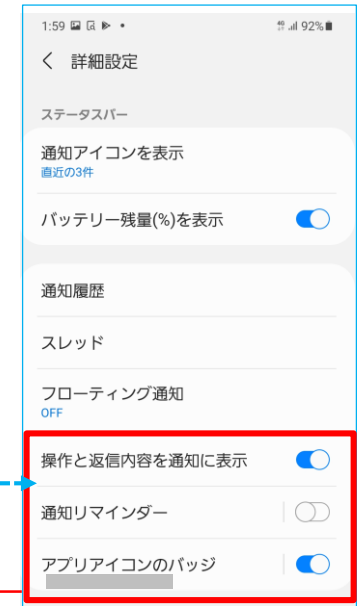 1:59
92%
詳細設定
ステータスバー
通知アイコンを表示
直近の3件
バッテリー残量(%)を表示
通知履歴
スレッド
フローティング通知
OFF
操作と返信内容を通知に表示
通知リマインダー
アプリアイコンのバッジ